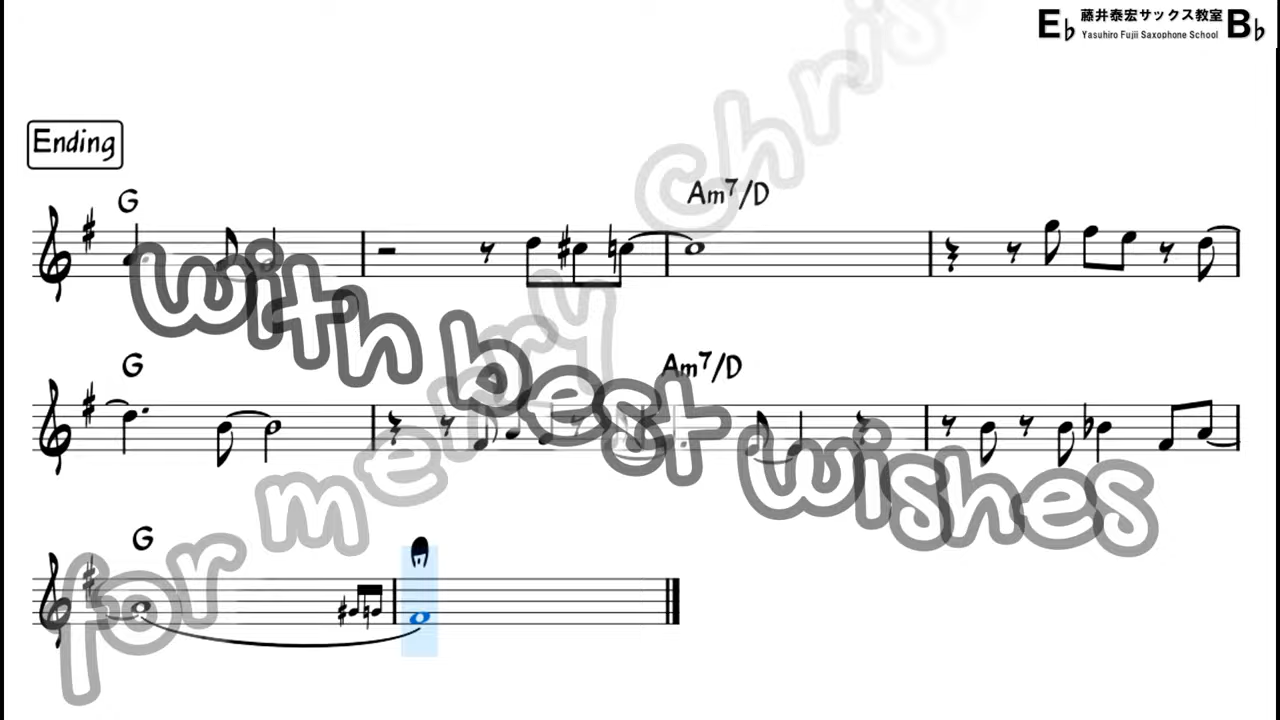 E♭ 藤井泰宏サックス教室 B♭
Yasuhiro Fujii Saxophone School
Ending
G Am7/D
G Am7/D
G
With best wishes
for merry Chris